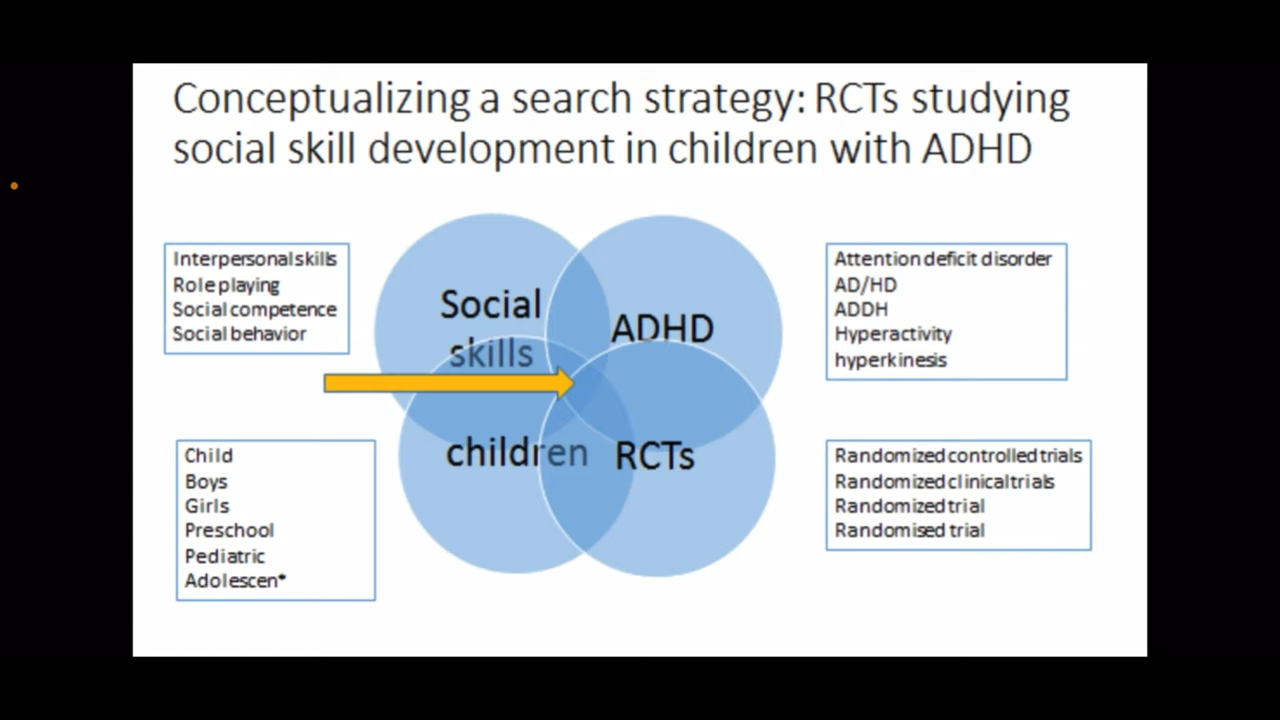 Conceptualizing a search strategy: RCTs studying
social skill development in children with ADHD
Interpersonal skills
Role playing
Social competence
Social behavior
Social
skills
ADHD
Attention deficit disorder
AD/HD
ADDH
Hyperactivity
hyperkinesis
Child
Boys
Girls
Preschool
Pediatric
Adolescen*
children
RCTs
Randomized controlled trials
Randomized clinical trials
Randomized trial
Randomised trial